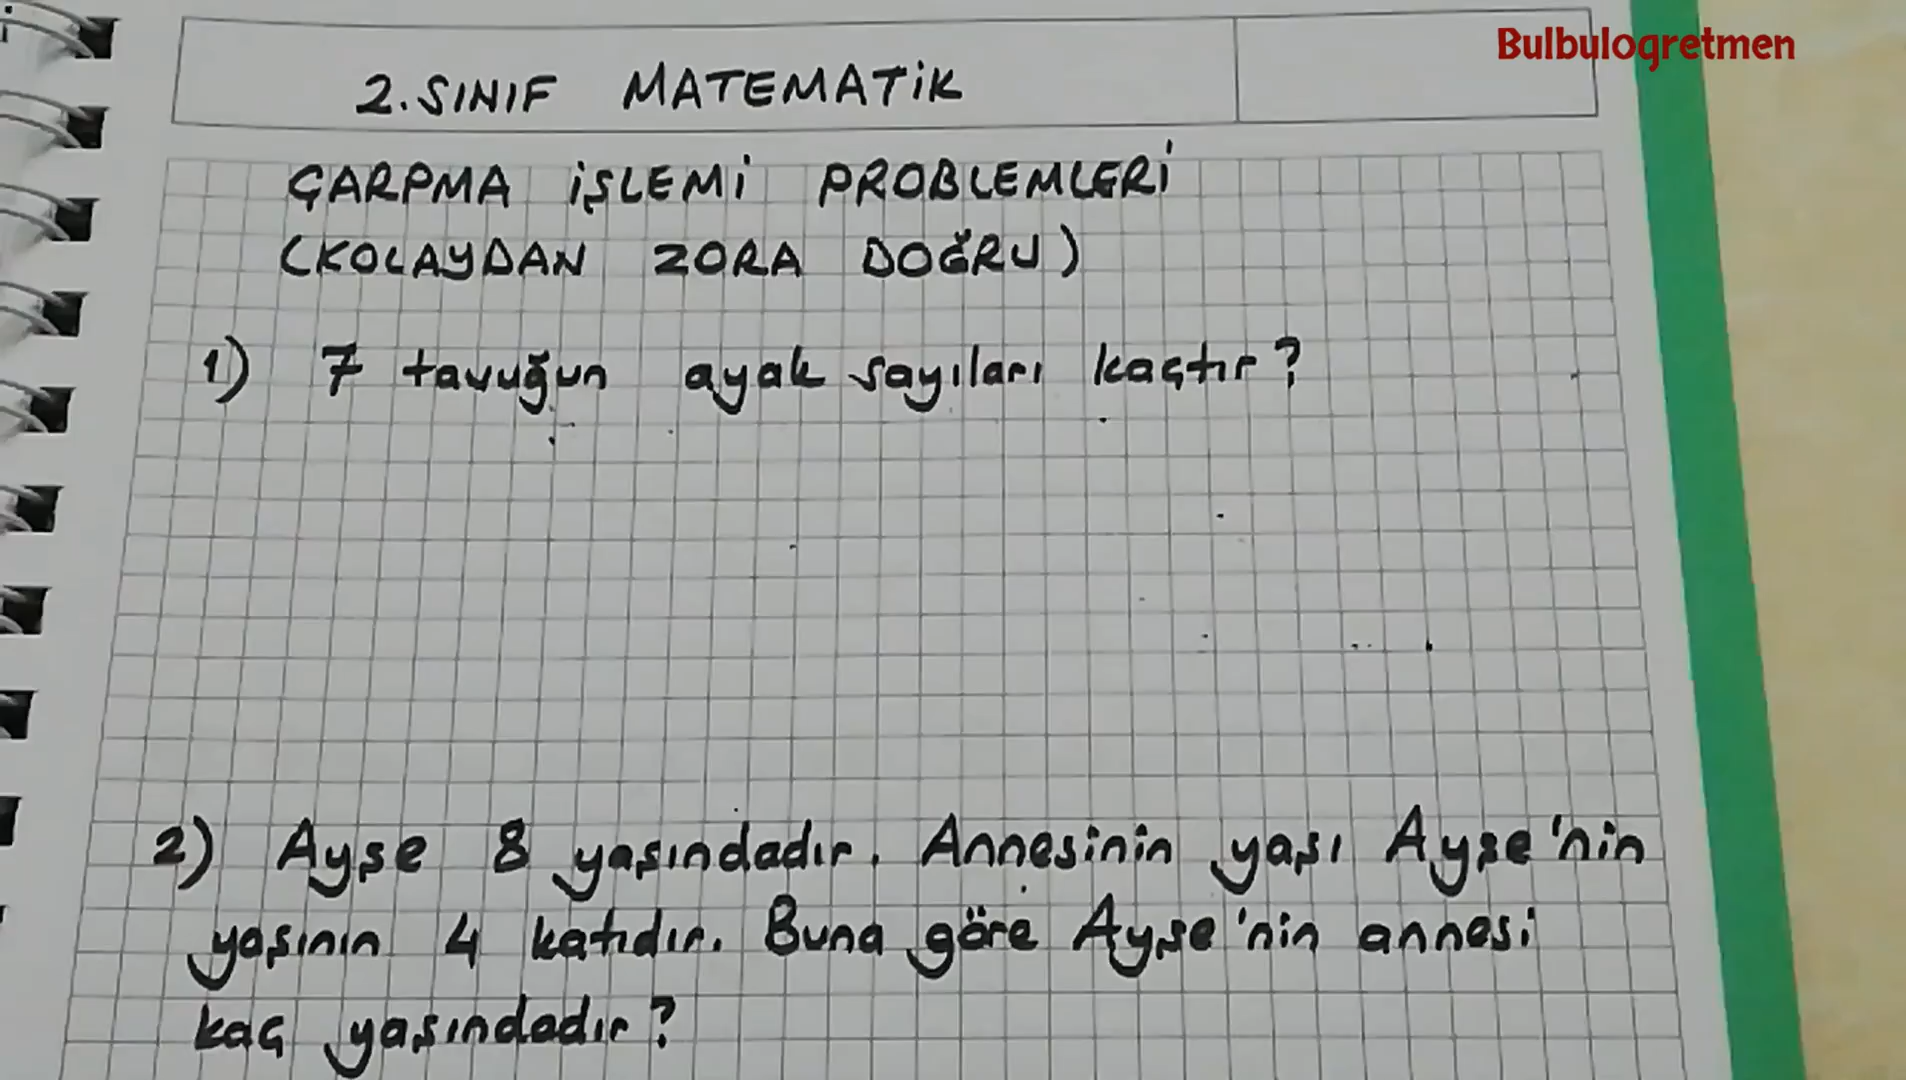 Bulbulogretmen
2. SINIF MATEMATİK
ÇARPMA İŞLEMİ PROBLEMLERİ
(KOLAYDAN ZORA DOĞRU)
1) 7 tavuğun ayak sayıları kaçtır?
2) Ayşe 8 yaşındadır. Annesinin yaşı Ayşe'nin
yaşının 4 katıdır. Buna göre Ayşe'nin annesi
kaç yaşındadır?